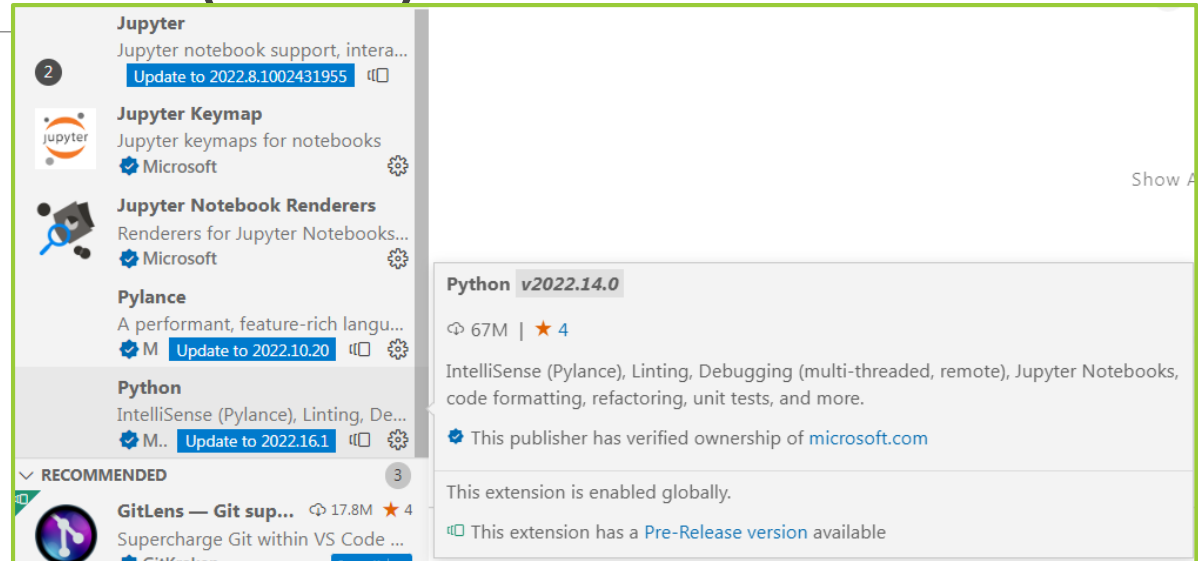 Jupyter
Jupyter notebook support, intera...
2
Update to 2022.8.1002431955
Jupyter Keymap
jupyter
Jupyter keymaps for notebooks
Microsoft
Jupyter Notebook Renderers
Renderers for Jupyter Notebooks...
Microsoft
Pylance
A performant, feature-rich langu...
M Update to 2022.10.20
Python
IntelliSense (Pylance), Linting, De...
M.. Update to 2022.16.1
RECOMMENDED 3
GitLens — Git sup... 17.8M ★ 4
Supercharge Git within VS Code ...
GitKraken
Show A
Python v2022.14.0
67M | ★ 4
IntelliSense (Pylance), Linting, Debugging (multi-threaded, remote), Jupyter Notebooks,
code formatting, refactoring, unit tests, and more.
This publisher has verified ownership of microsoft.com
This extension is enabled globally.
This extension has a Pre-Release version available